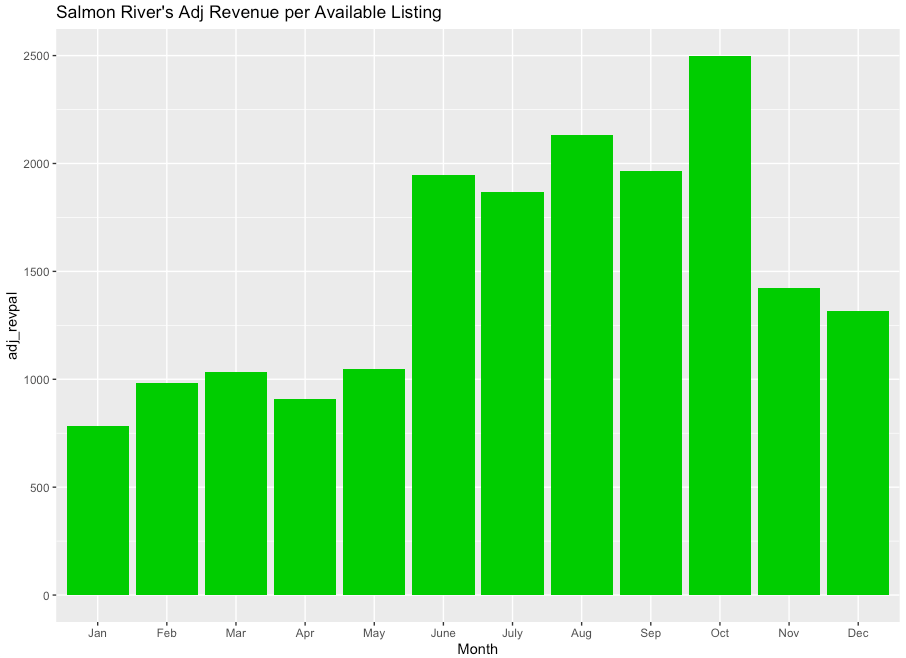 Salmon River's Adj Revenue per Available Listing
adj_revpal
2500
2000
1500
1000
500
0
Jan Feb Mar Apr May June July Aug Sep Oct Nov Dec
Month